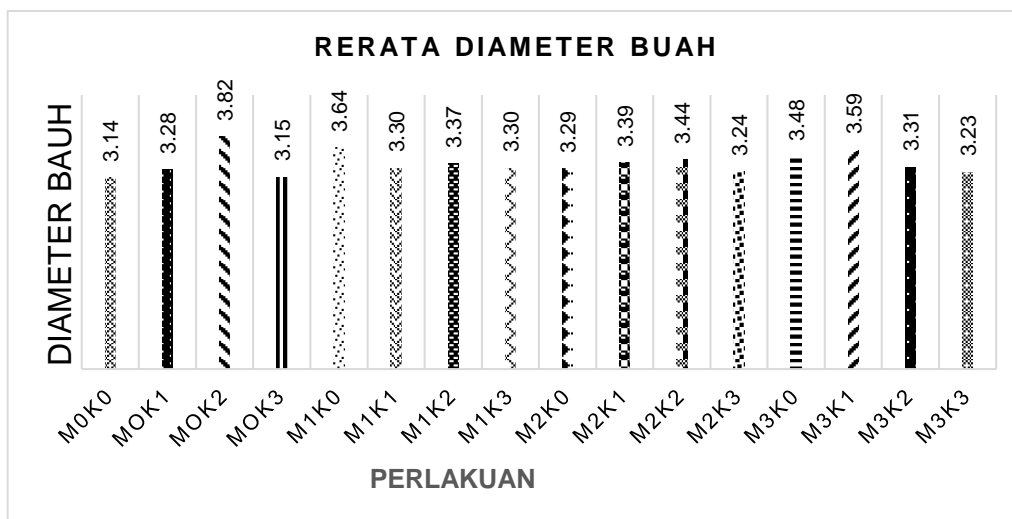 RERATA DIAMETER BUAH
DIAMETER BAUH
3.14
3.28
3.82
3.15
3.64
3.30
3.37
3.30
3.29
3.39
3.44
3.24
3.48
3.59
3.31
3.23
M0K0
MOK1
MOK2
MOK3
M1K0
M1K1
M1K2
M1K3
M2K0
M2K1
M2K2
M2K3
M3K0
M3K1
M3K2
M3K3
PERLAKUAN